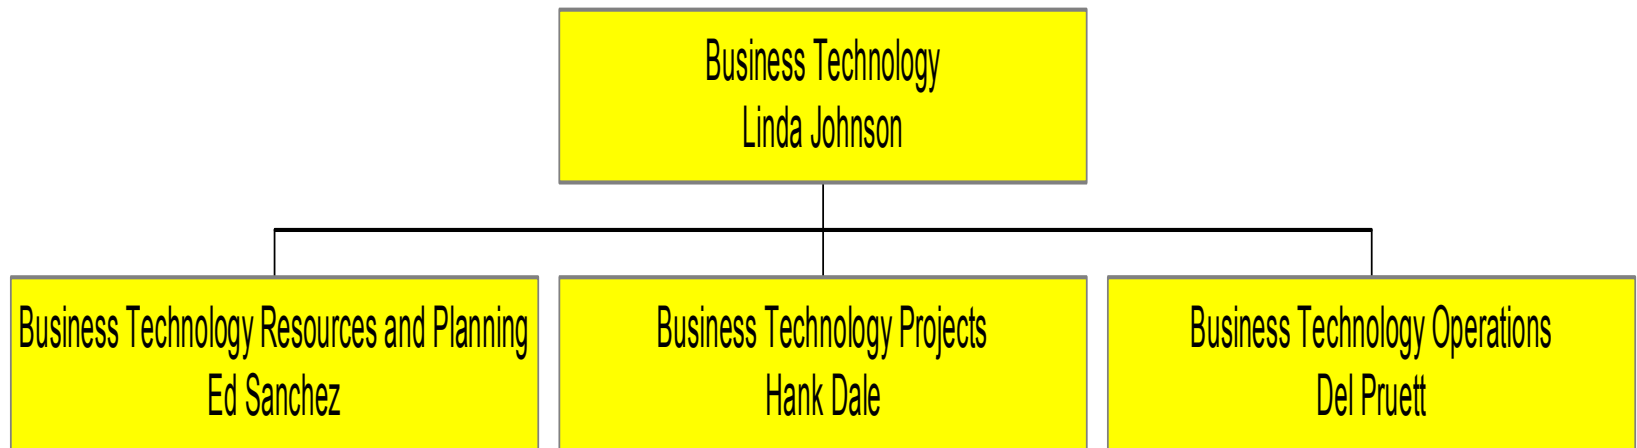 Business Technology
Linda Johnson
Business Technology Resources and Planning
Ed Sanchez
Business Technology Projects
Hank Dale
Business Technology Operations
Del Pruett